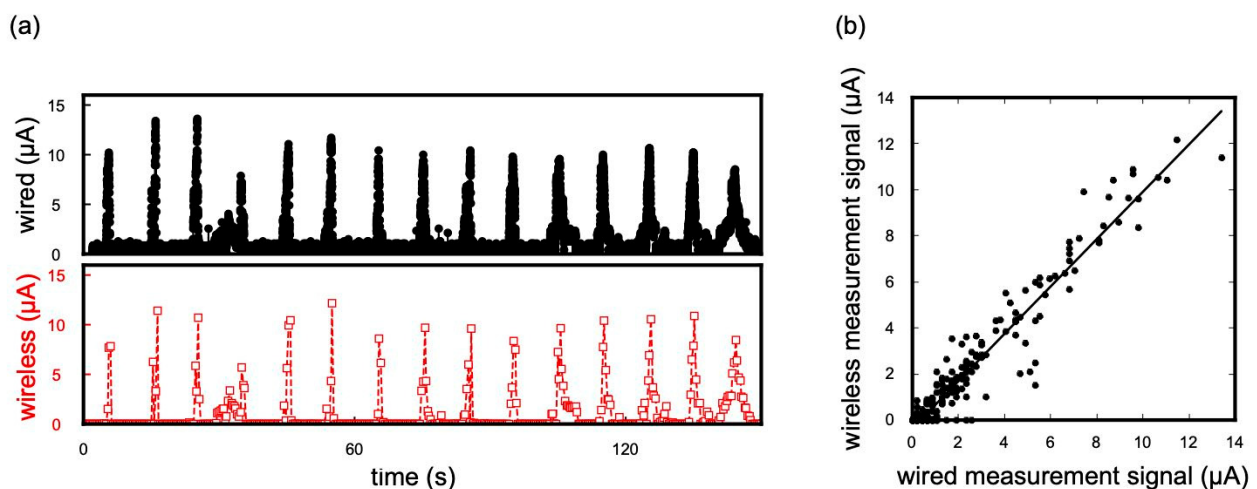 (a)
15
10
5
0
wired (μA)
15
10
5
0
wireless (μA)
0 60 120
time (s)
(b)
14
12
10
8
6
4
2
0
wireless measurement signal (μA)
0 2 4 6 8 10 12 14
wired measurement signal (μA)